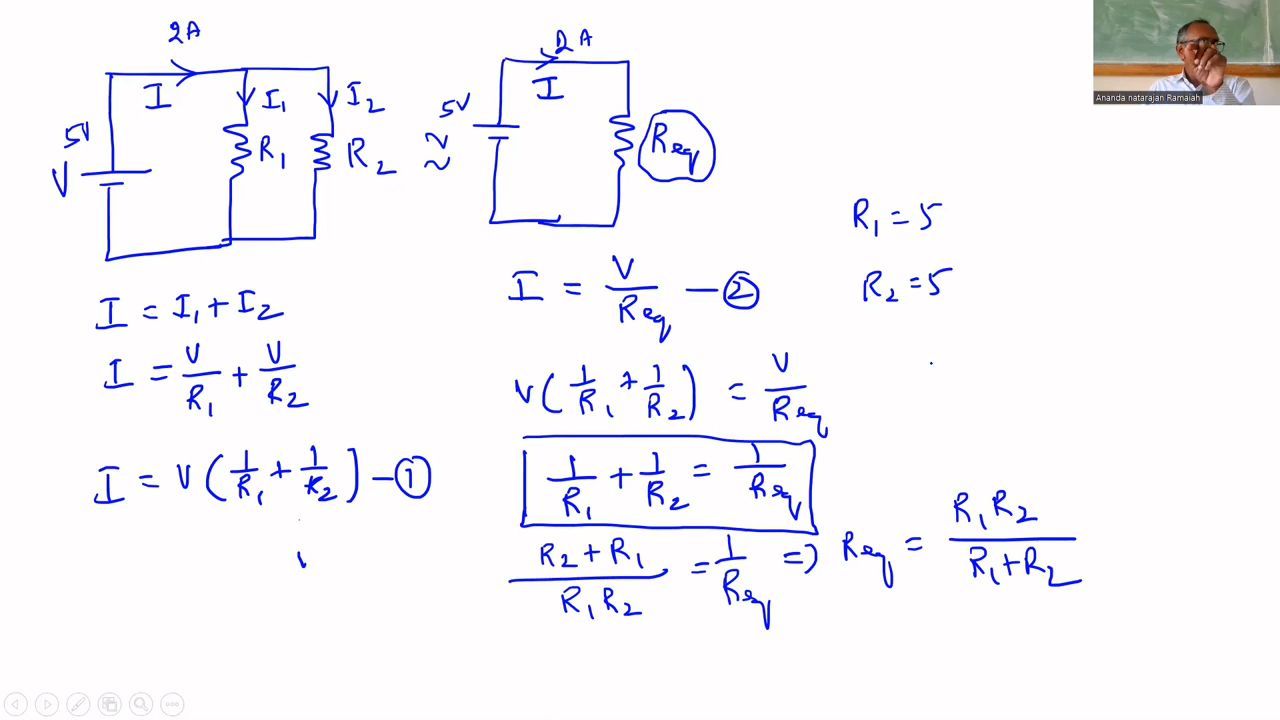 2A
I
I₁
I₂
5V
V
R₁
R₂
≈
2A
I
5V
Req
I = I₁ + I₂
I = V/R₁ + V/R₂
I = V(1/R₁ + 1/R₂) — ①
I = V/Req — ②
V(1/R₁ + 1/R₂) = V/Req
1/R₁ + 1/R₂ = 1/Req
R₂ + R₁/R₁R₂ = 1/Req => Req = R₁R₂/R₁+R₂
R₁ = 5
R₂ = 5
Ananda natarajan Ramaiah